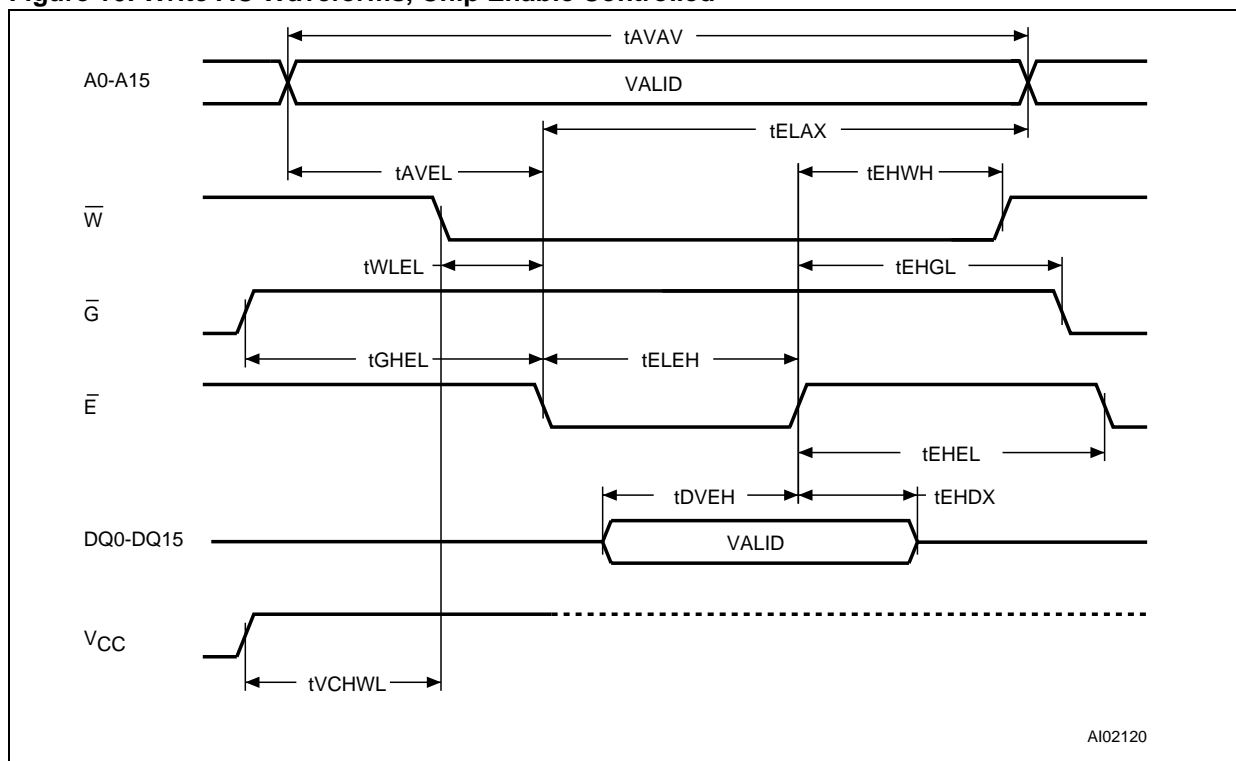 tAVAV
A0-A15
VALID
tELAX
tAVEL
tEHWH
W̅
tWLEL
tEHGL
G̅
tGHEL
tELEH
E̅
tEHEL
tDVEH
tEHDX
DQ0-DQ15
VALID
VCC
tVCHWL
AI02120